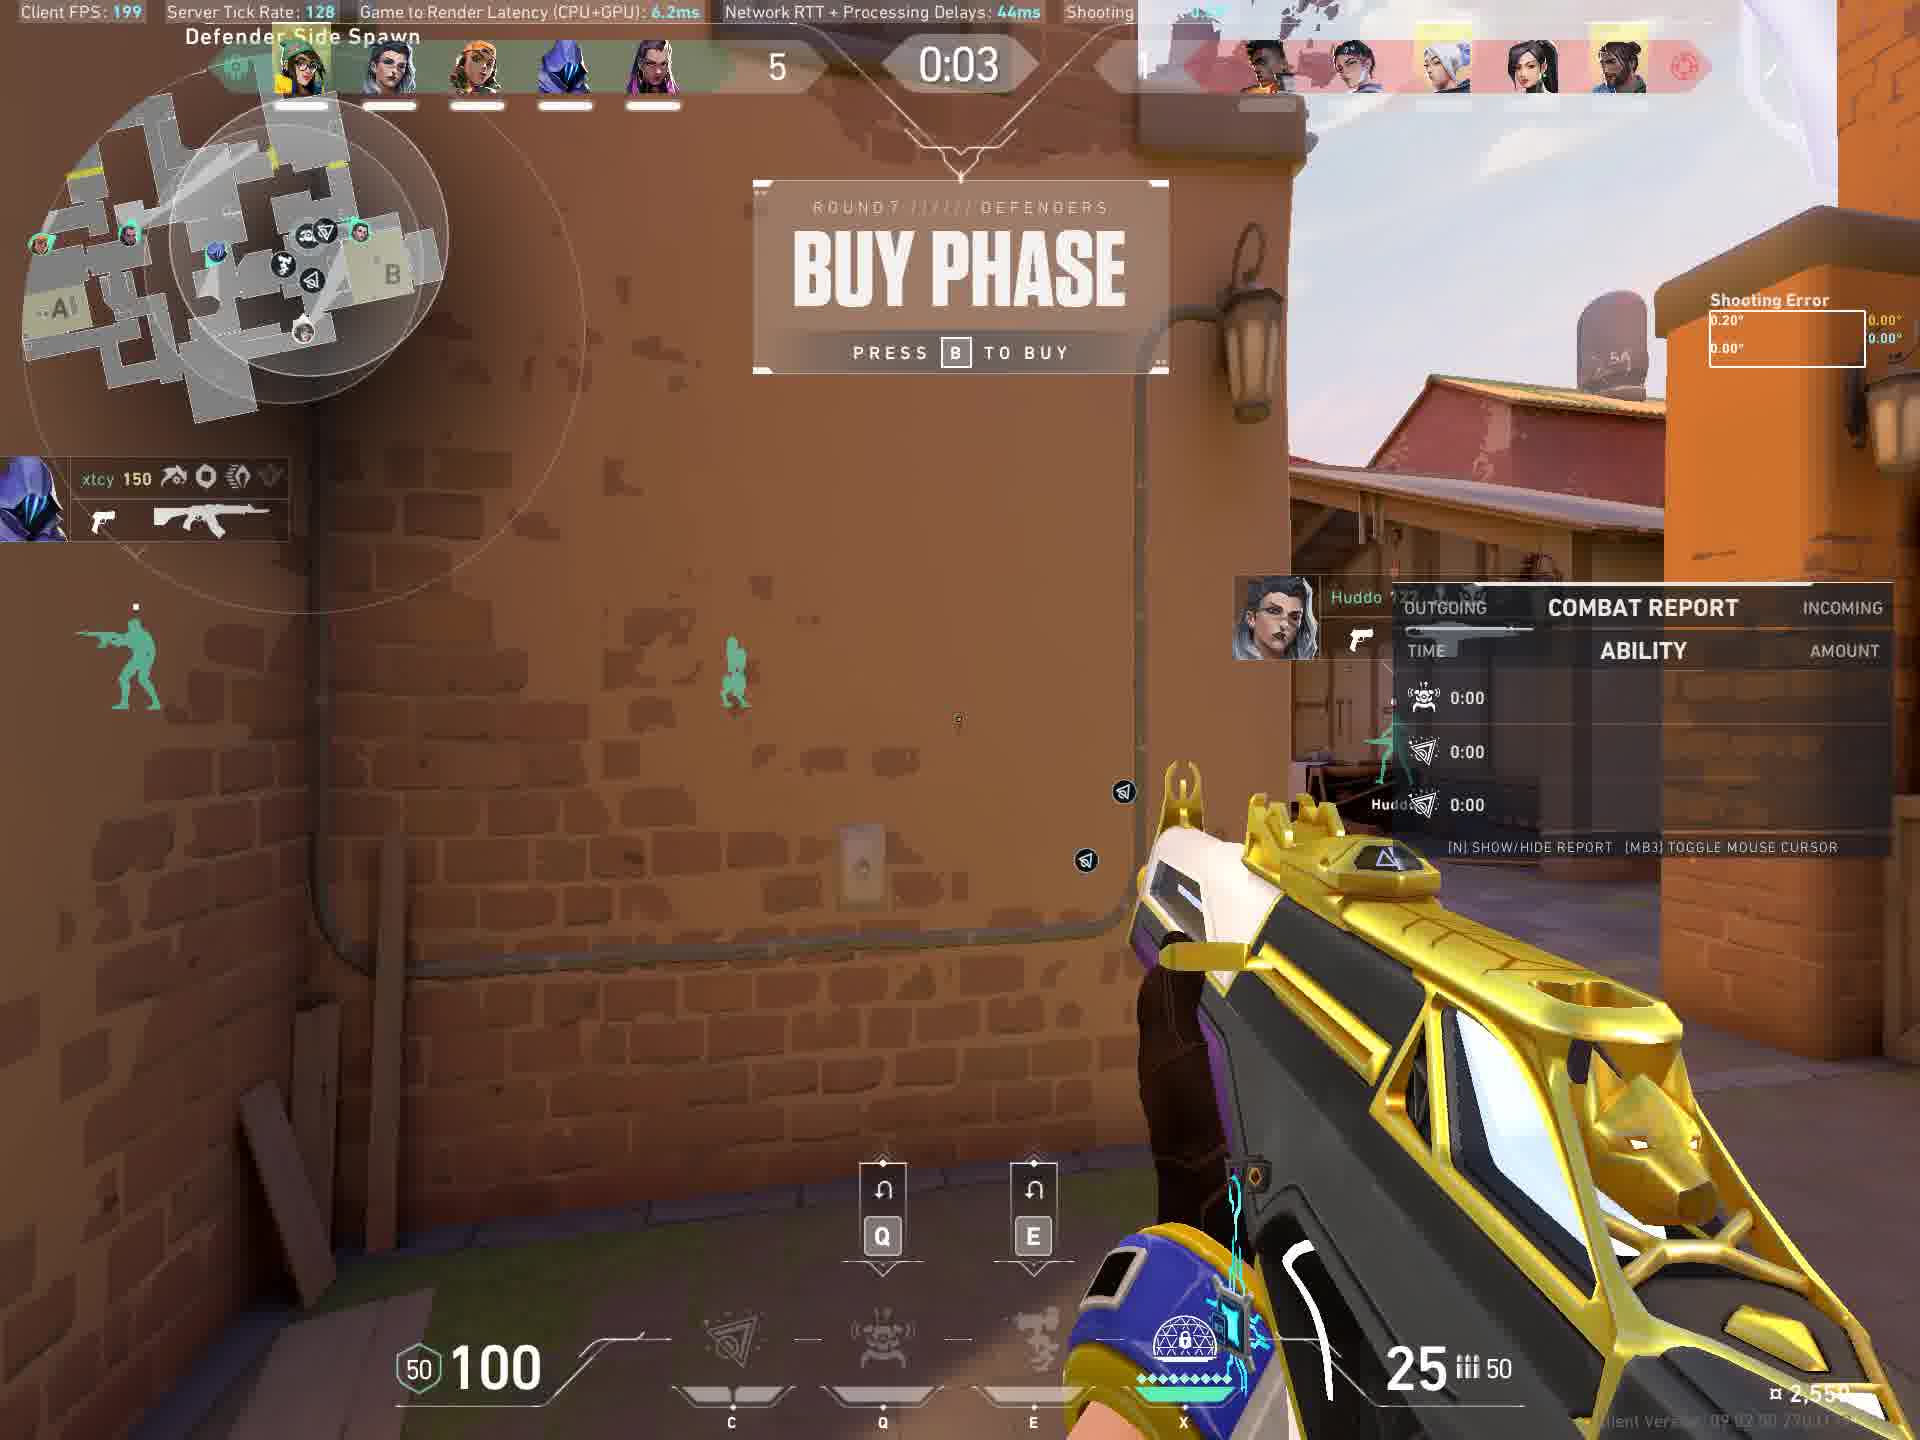 Client FPS: 199 Server Tick Rate: 128 Game to Render Latency (CPU+GPU): 6.2ms Network RTT + Processing Delays: 44ms Shooting
Defender Side Spawn
5 0:03 1
ROUND 7 ////// DEFENDERS
BUY PHASE
PRESS B TO BUY
A
B
Shooting Error
0.20° 0.00°
0.00°
0.00°
xtcy 150
Huddo
OUTGOING COMBAT REPORT INCOMING
TIME ABILITY AMOUNT
0:00
0:00
0:00
[N] SHOW/HIDE REPORT [MB3] TOGGLE MOUSE CURSOR
Q E
50 100
25 50
C Q E X